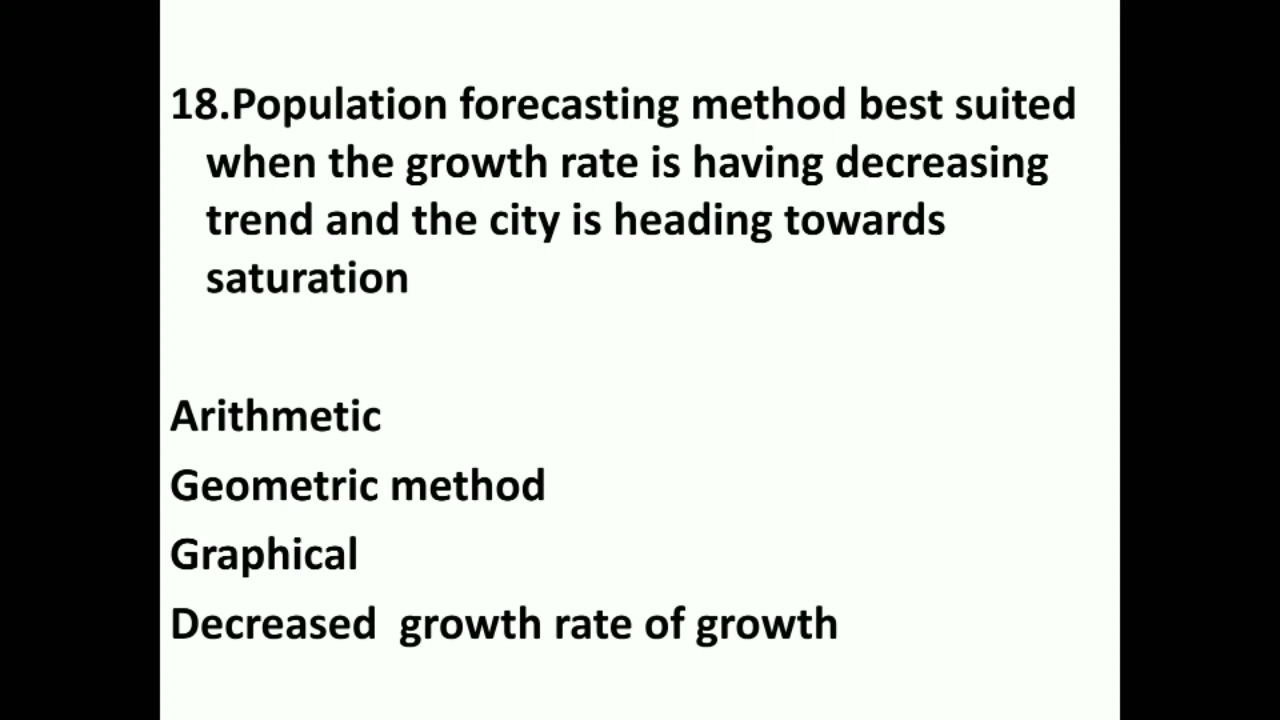 18.Population forecasting method best suited
when the growth rate is having decreasing
trend and the city is heading towards
saturation
Arithmetic
Geometric method
Graphical
Decreased  growth rate of growth